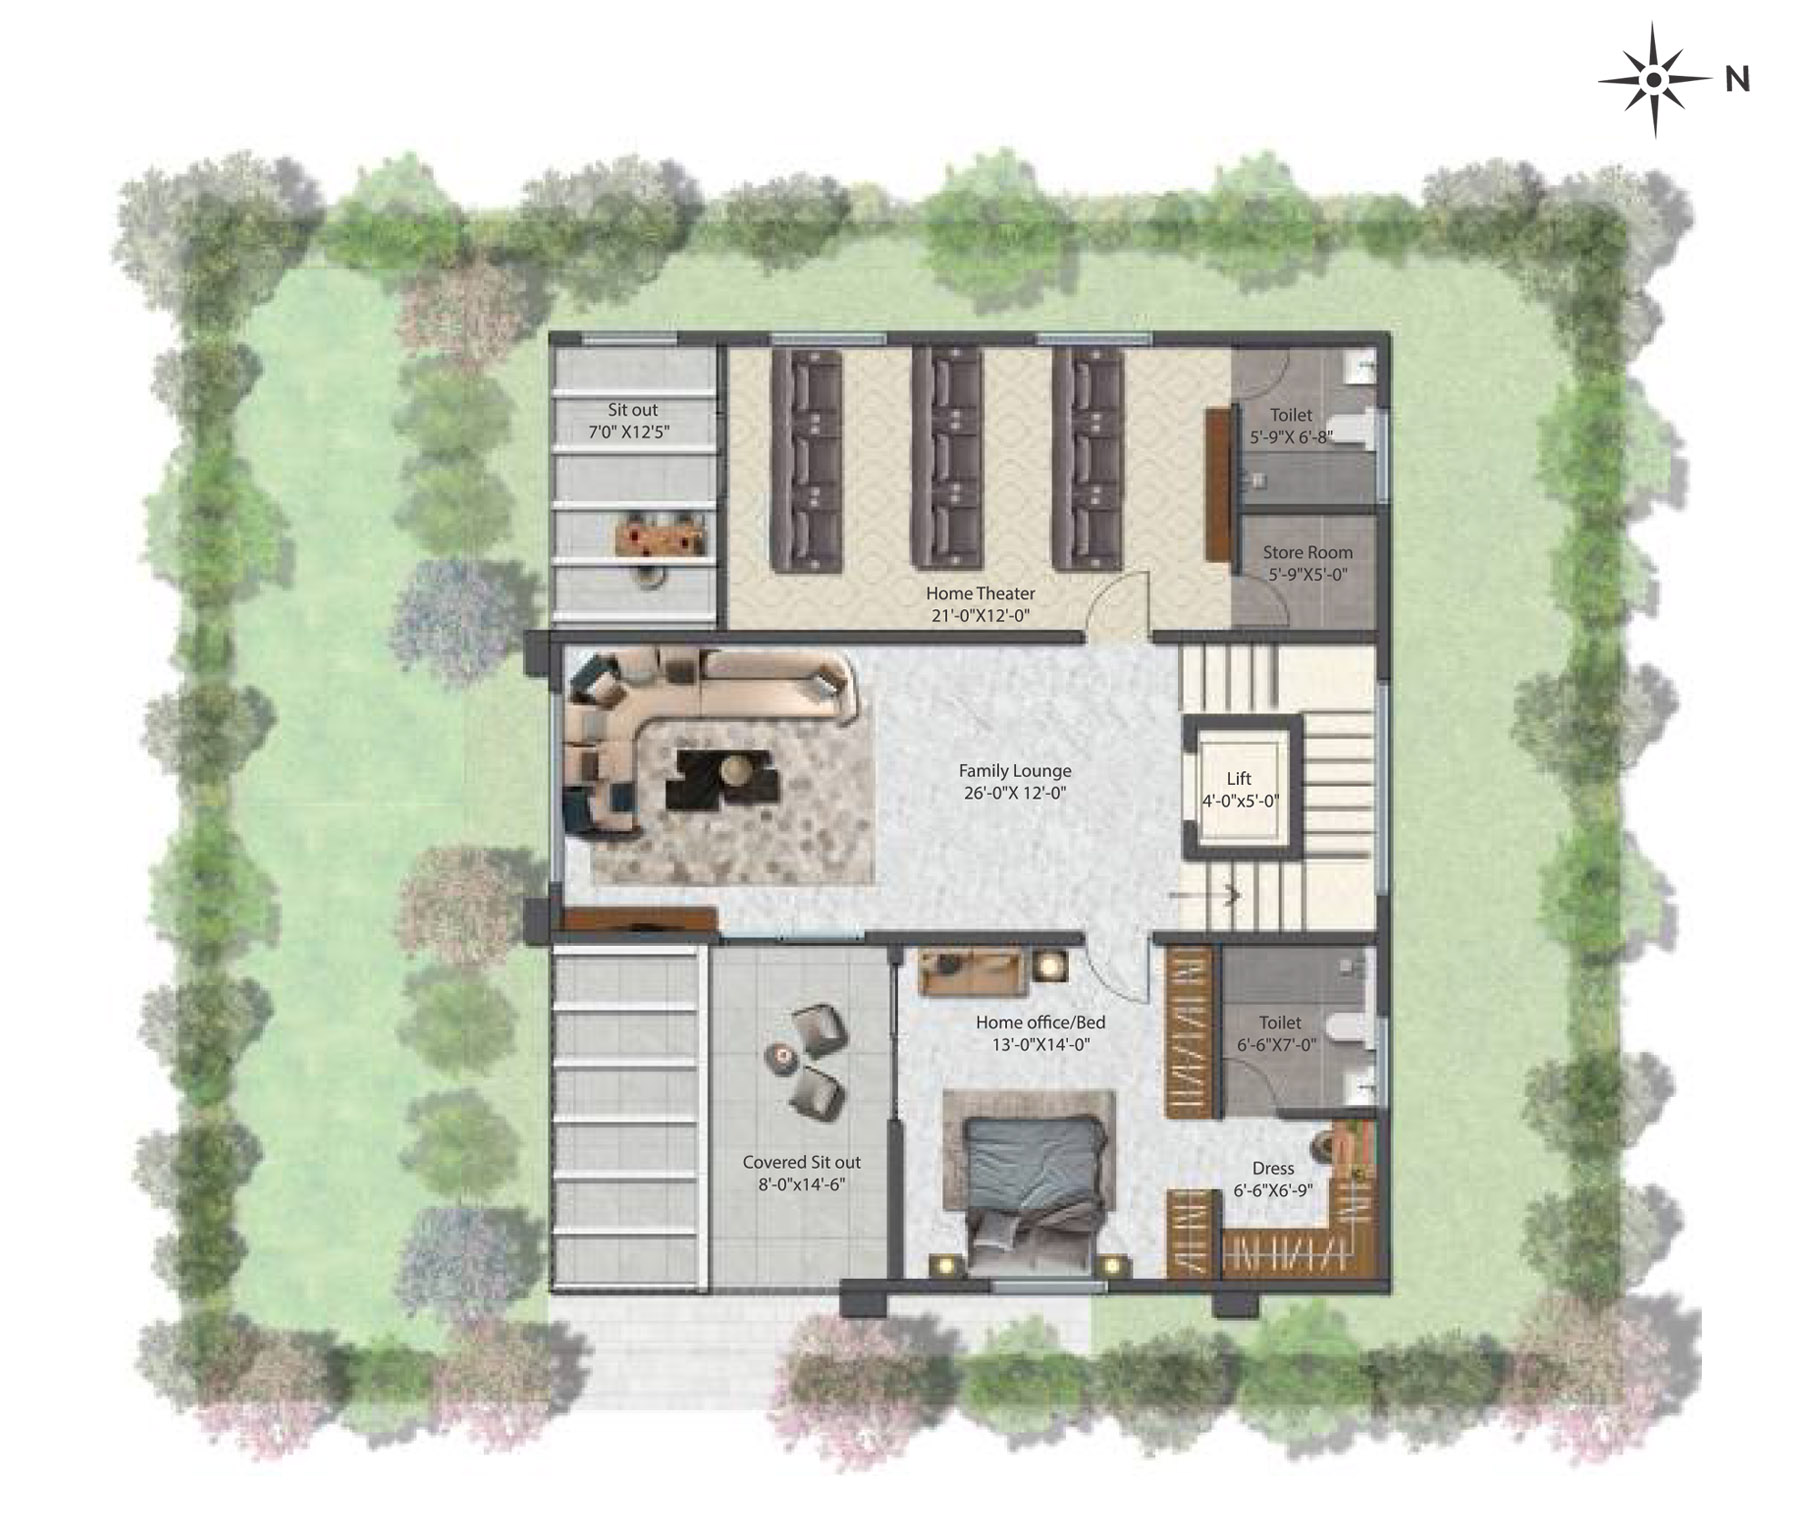 N
Sit out
7'0" X12'5"
Toilet
5'-9"X 6'-8"
Store Room
5'-9"X5'-0"
Home Theater
21'-0"X12'-0"
Family Lounge
26'-0"X 12'-0"
Lift
4'-0"x5'-0"
Home office/Bed
13'-0"X14'-0"
Toilet
6'-6"X7'-0"
Covered Sit out
8'-0"x14'-6"
Dress
6'-6"X6'-9"